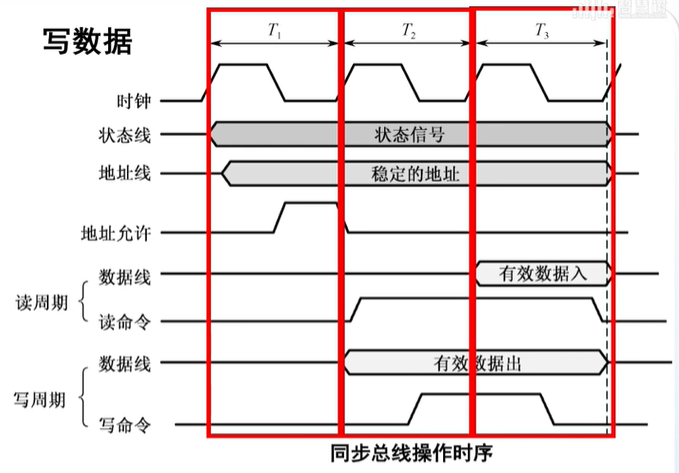 写数据
T1 T2 T3
时钟
状态线 状态信号
地址线 稳定的地址
地址允许
数据线 有效数据入
读周期
读命令
数据线 有效数据出
写周期
写命令
同步总线操作时序